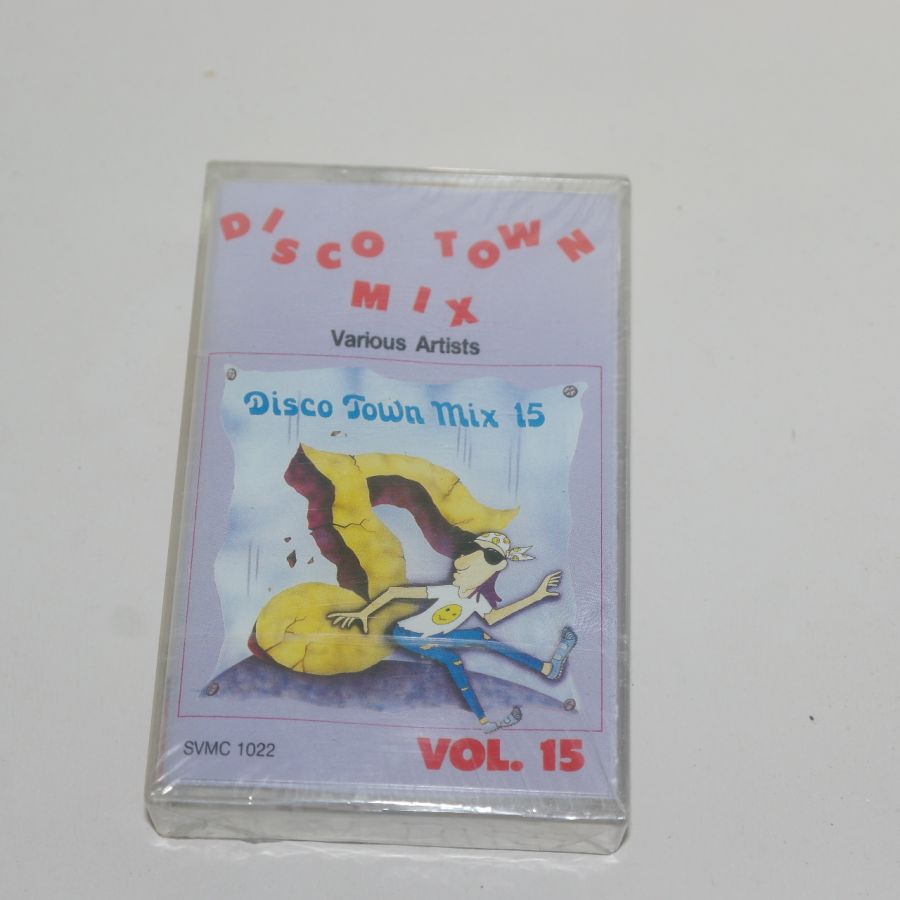 DISCO TOWN
MIX
Various Artists
Disco Town Mix 15
SVMC 1022
VOL. 15